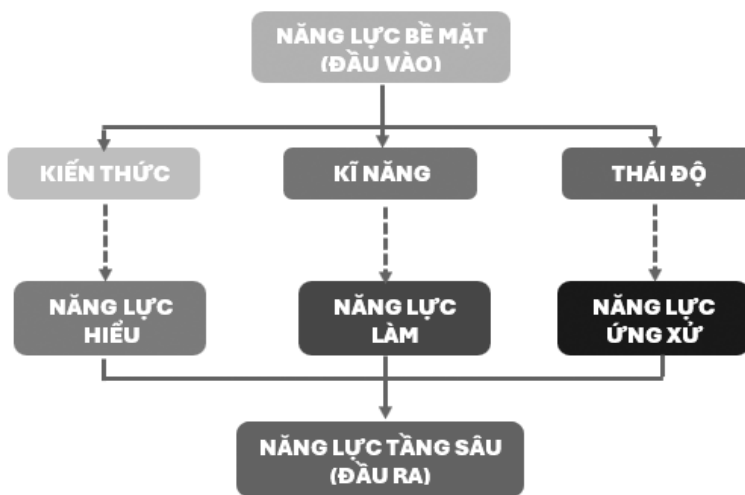 NĂNG LỰC BỀ MẶT
(ĐẦU VÀO)
KIẾN THỨC
KĨ NĂNG
THÁI ĐỘ
NĂNG LỰC
HIỂU
NĂNG LỰC
LÀM
NĂNG LỰC
ỨNG XỬ
NĂNG LỰC TẦNG SÂU
(ĐẦU RA)